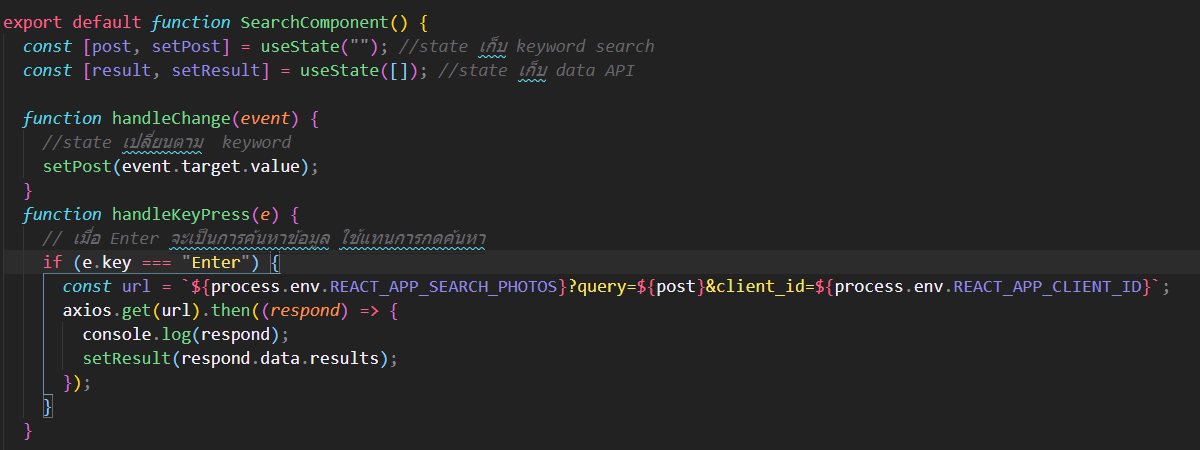 export default function SearchComponent() {
const [post, setPost] = useState(""); //state เก็บ keyword search
const [result, setResult] = useState([]); //state เก็บ data API
function handleChange(event) {
//state เปลี่ยนตาม  keyword
setPost(event.target.value);
}
function handleKeyPress(e) {
// เมื่อ Enter จะเป็นการค้นหาข้อมูล ใช้แทนการกดค้นหา
if (e.key === "Enter") {
const url = `${process.env.REACT_APP_SEARCH_PHOTOS}?query=${post}&client_id=${process.env.REACT_APP_CLIENT_ID}`;
axios.get(url).then((respond) => {
console.log(respond);
setResult(respond.data.results);
});
}
}